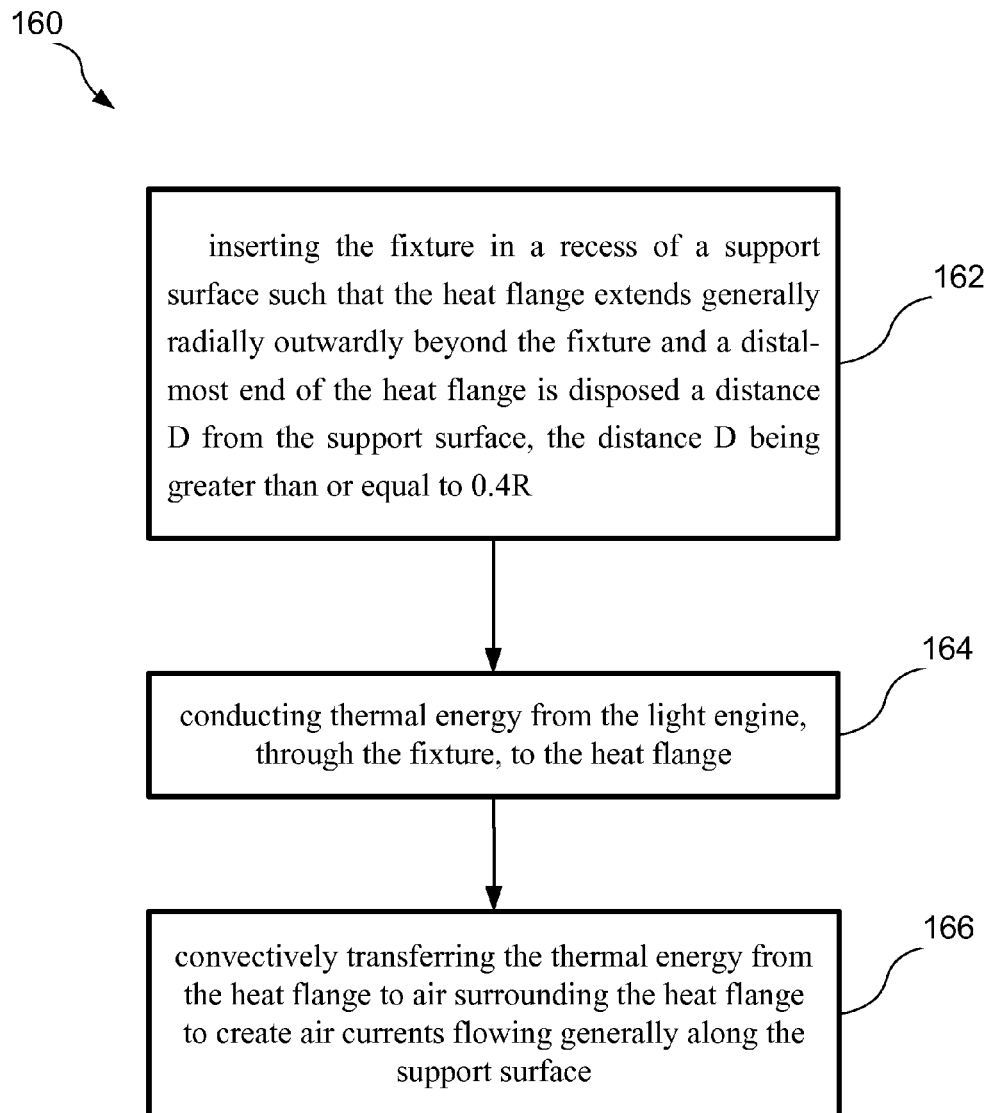 160
inserting the fixture in a recess of a support
surface such that the heat flange extends generally
radially outwardly beyond the fixture and a distal-
most end of the heat flange is disposed a distance
D from the support surface, the distance D being
greater than or equal to 0.4R
162
conducting thermal energy from the light engine,
through the fixture, to the heat flange
164
convectively transferring the thermal energy from
the heat flange to air surrounding the heat flange
to create air currents flowing generally along the
support surface
166